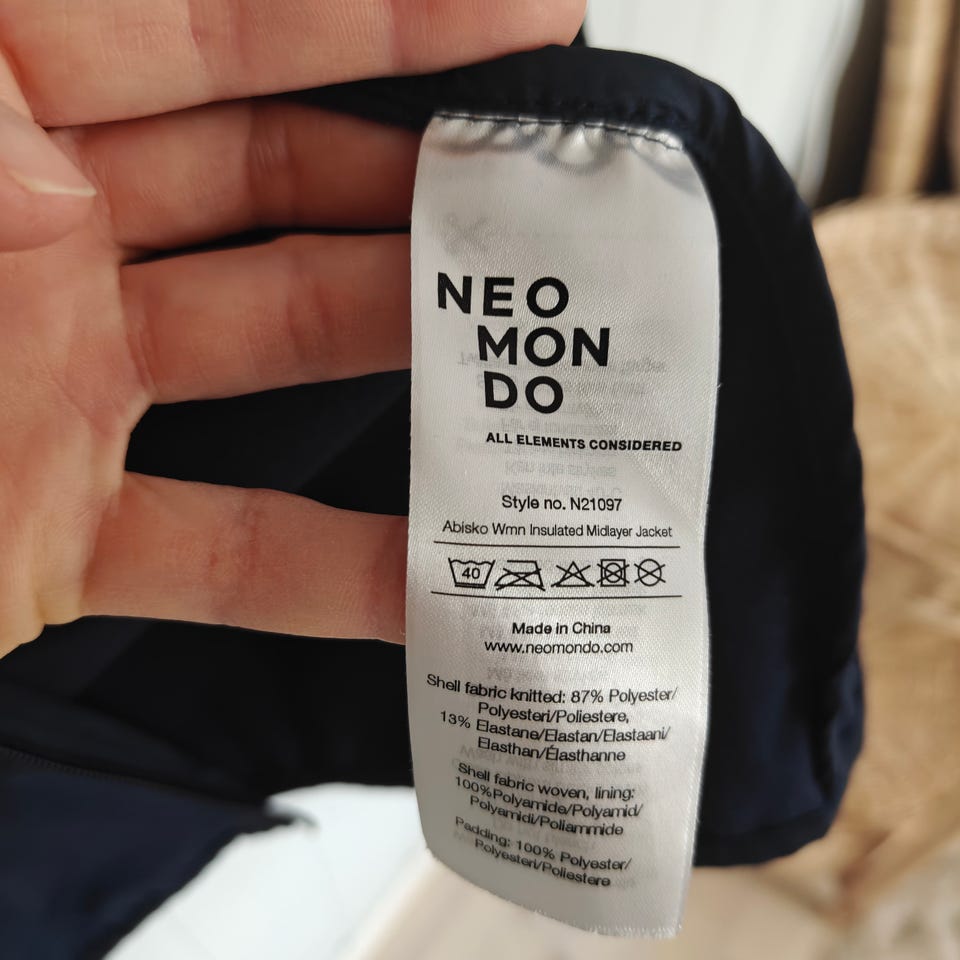 NEO
MON
DO
ALL ELEMENTS CONSIDERED
Style no. N21097
Abisko Wmn Insulated Midlayer Jacket
40
Made in China
www.neomondo.com
Shell fabric knitted: 87% Polyester/
Polyesteri/Poliestere,
13% Elastane/Elastan/Elastaani/
Elasthan/Élasthanne
Shell fabric woven, lining:
100%Polyamide/Polyamid/
Polyamidi/Poliammide
Padding: 100% Polyester/
Polyesteri/Poliestere